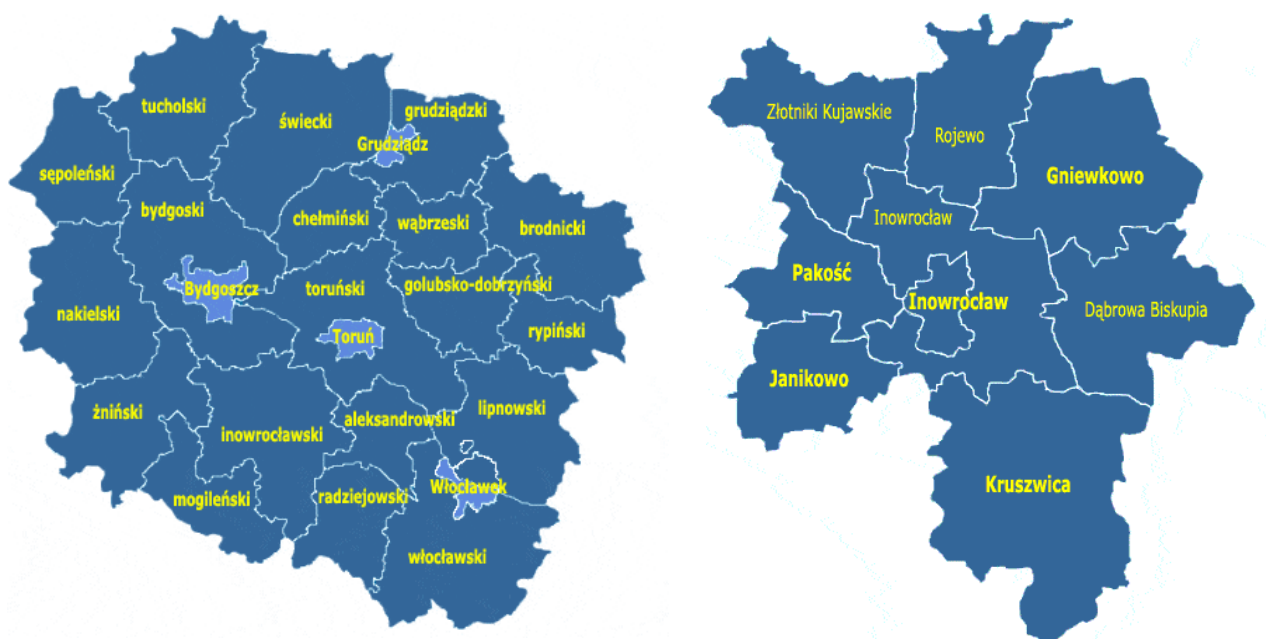 tucholski
świecki
grudziądzki
Grudziądz
sępoleński
bydgoski
chełmiński
wąbrzeski
brodnicki
Bydgoszcz
toruński
golubsko-dobrzyński
nakielski
Toruń
rypiński
żniński
inowrocławski
aleksandrowski
lipnowski
mogileński
radziejowski
Włocławek
włocławski
Złotniki Kujawskie
Rojewo
Gniewkowo
Inowrocław
Pakość
Inowrocław
Dąbrowa Biskupia
Janikowo
Kruszwica